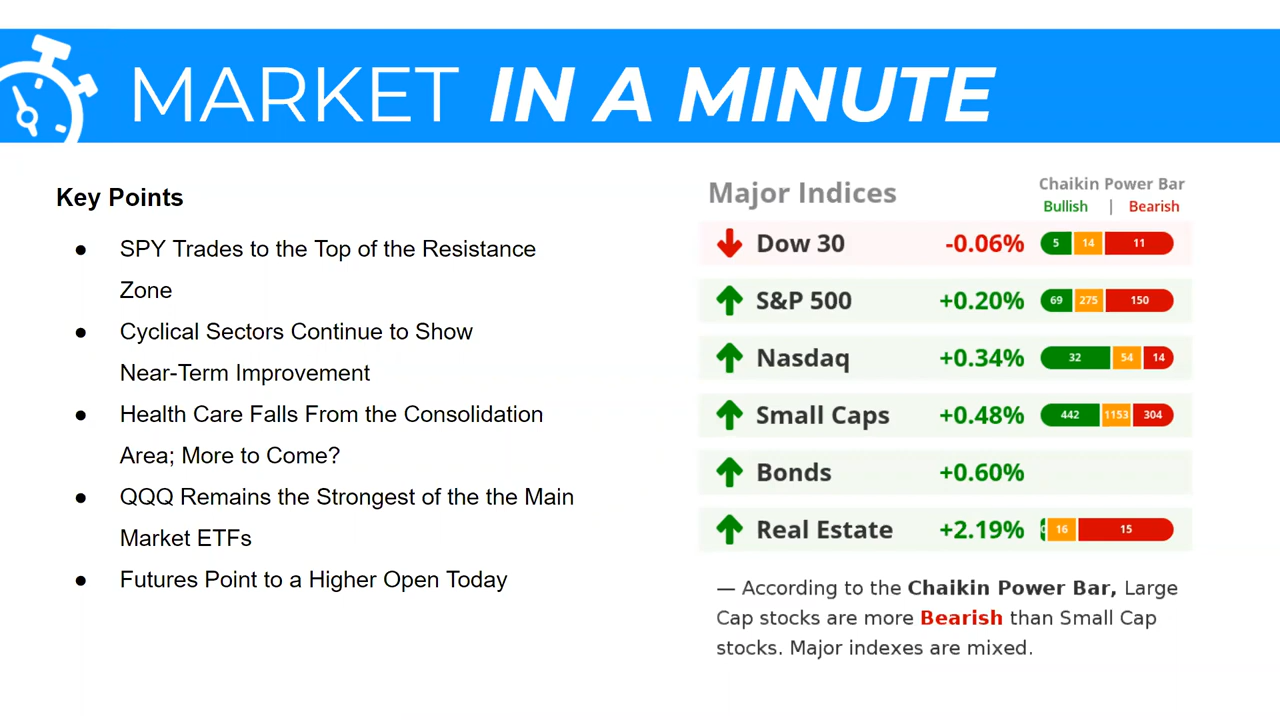 MARKET IN A MINUTE
Key Points
● SPY Trades to the Top of the Resistance
Zone
● Cyclical Sectors Continue to Show
Near-Term Improvement
● Health Care Falls From the Consolidation
Area; More to Come?
● QQQ Remains the Strongest of the the Main
Market ETFs
● Futures Point to a Higher Open Today
Major Indices
Chaikin Power Bar
Bullish | Bearish
Dow 30 -0.06% 5 14 11
S&P 500 +0.20% 69 275 150
Nasdaq +0.34% 32 54 14
Small Caps +0.48% 442 1153 304
Bonds +0.60%
Real Estate +2.19% 0 16 15
— According to the Chaikin Power Bar, Large
Cap stocks are more Bearish than Small Cap
stocks. Major indexes are mixed.